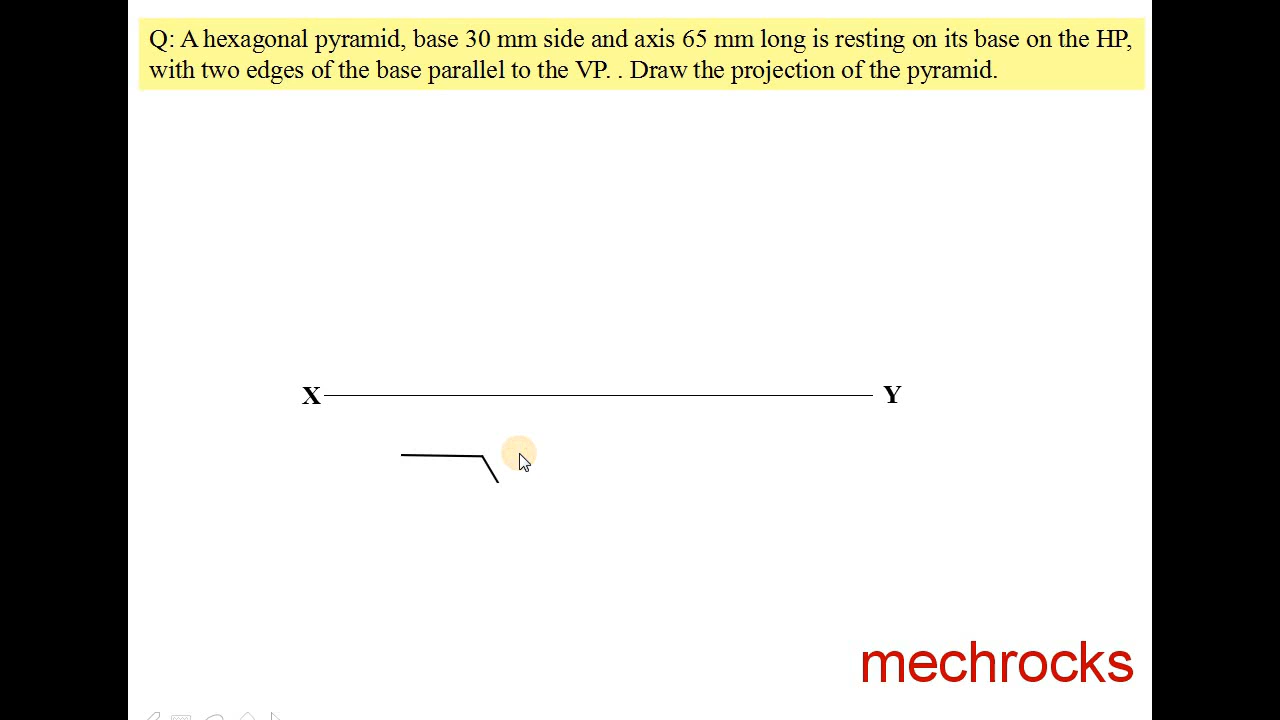 Q: A hexagonal pyramid, base 30 mm side and axis 65 mm long is resting on its base on the HP,
with two edges of the base parallel to the VP. . Draw the projection of the pyramid.
X Y
mechrocks